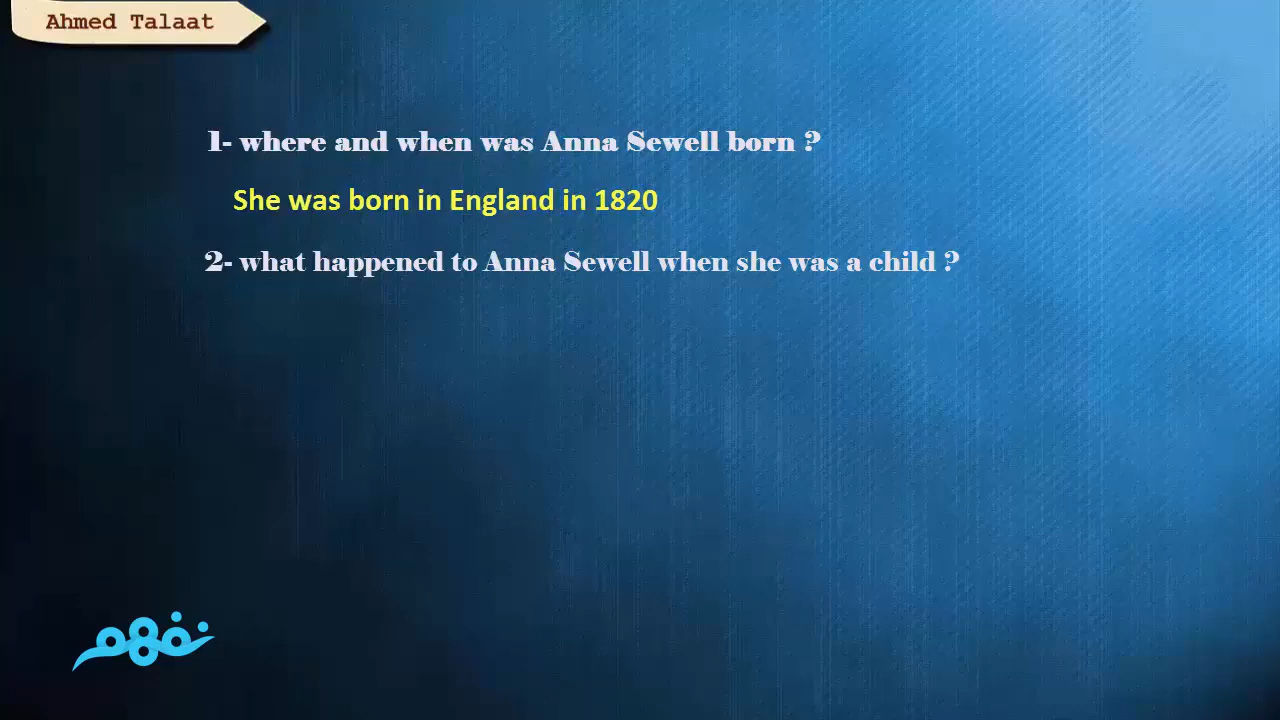 Ahmed Talaat
1- where and when was Anna Sewell born ?
She was born in England in 1820
2- what happened to Anna Sewell when she was a child ?
نفهم